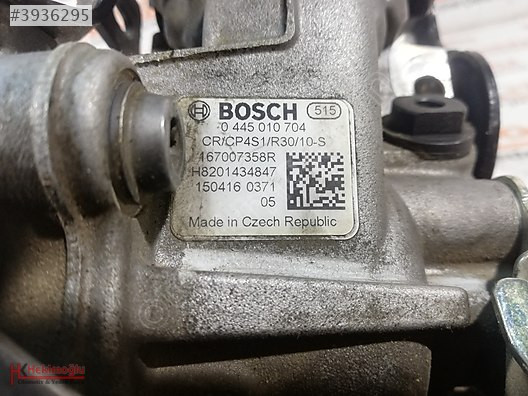 #3936295
BOSCH 515
0 445 010 704
CR/CP4S1/R30/10-S
167007358R
H8201434847
150416 0371
05
Made in Czech Republic